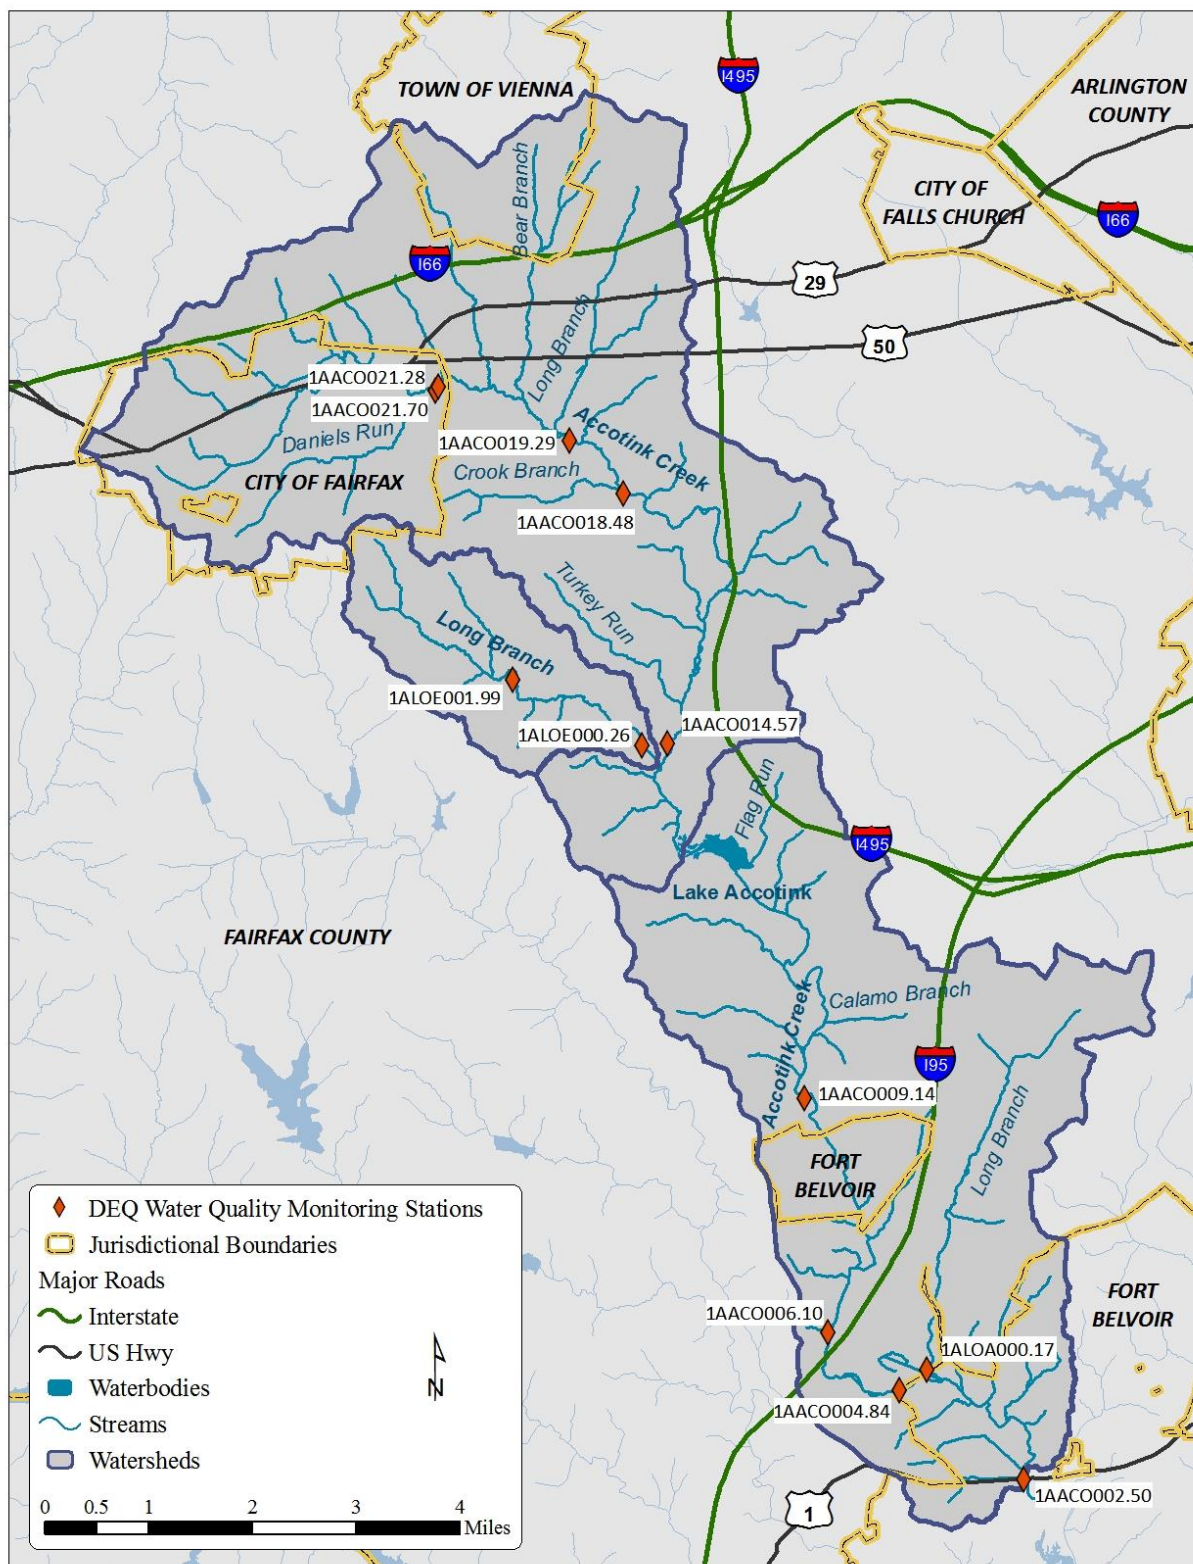 TOWN OF VIENNA
I495
ARLINGTON
COUNTY
CITY OF
FALLS CHURCH
I66
Bear Branch
I66
29
50
Long Branch
1AACO021.28
1AACO021.70
Daniels Run
1AACO019.29
Accotink Creek
Crook Branch
CITY OF FAIRFAX
1AACO018.48
Turkey Run
Long Branch
1ALOE001.99
1ALOE000.26
1AACO014.57
Flag Run
I495
Lake Accotink
FAIRFAX COUNTY
Accotink Creek
Calamo Branch
I95
1AACO009.14
Long Branch
FORT
BELVOIR
FORT
BELVOIR
1AACO006.10
1ALOA000.17
1AACO004.84
1AACO002.50
1
DEQ Water Quality Monitoring Stations
Jurisdictional Boundaries
Major Roads
Interstate
US Hwy
Waterbodies
Streams
Watersheds
N
0 0.5 1 2 3 4
Miles